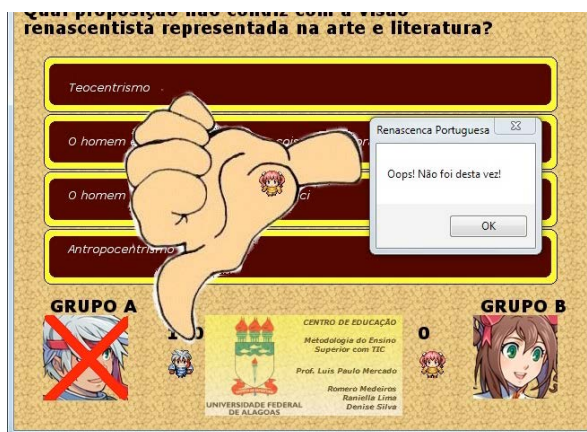 Qual proposição não condiz com a visão
renascentista representada na arte e literatura?
Teocentrismo
O homem
O homem
Antropocentrismo
Renascenca Portuguesa
Oops! Não foi desta vez!
OK
GRUPO A
GRUPO B
0
CENTRO DE EDUCAÇÃO
Metodologia do Ensino
Superior com TIC
Prof. Luis Paulo Mercado
Romero Medeiros
Raniella Lima
Denise Silva
UNIVERSIDADE FEDERAL
DE ALAGOAS